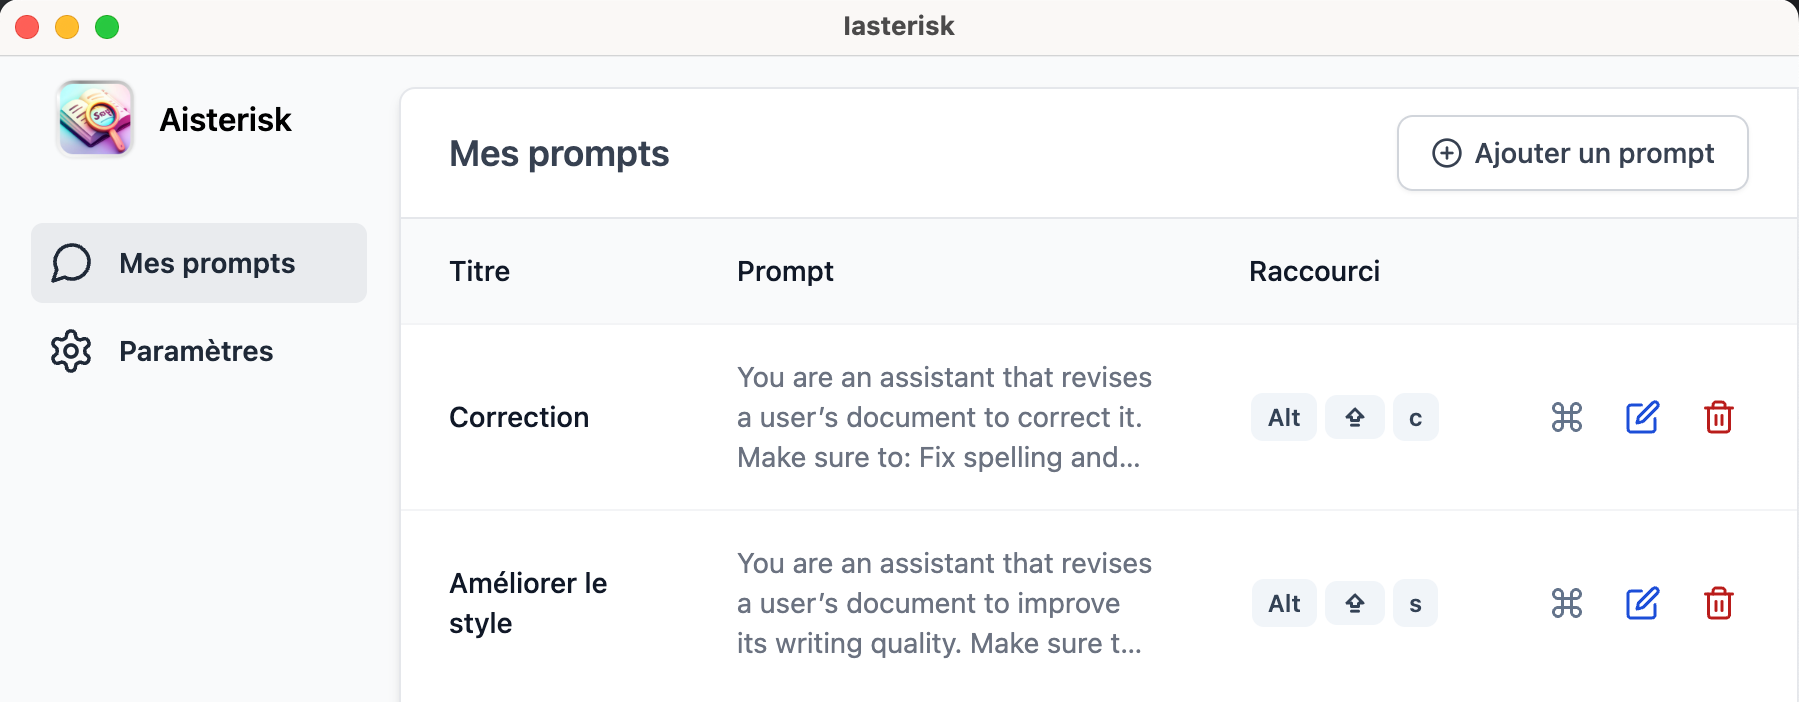 Iasterisk
Aisterisk
Mes prompts
Paramètres
Mes prompts
Ajouter un prompt
Titre Prompt Raccourci
Correction
You are an assistant that revises
a user’s document to correct it.
Make sure to: Fix spelling and...
Alt c
Améliorer le
style
You are an assistant that revises
a user’s document to improve
its writing quality. Make sure t...
Alt s